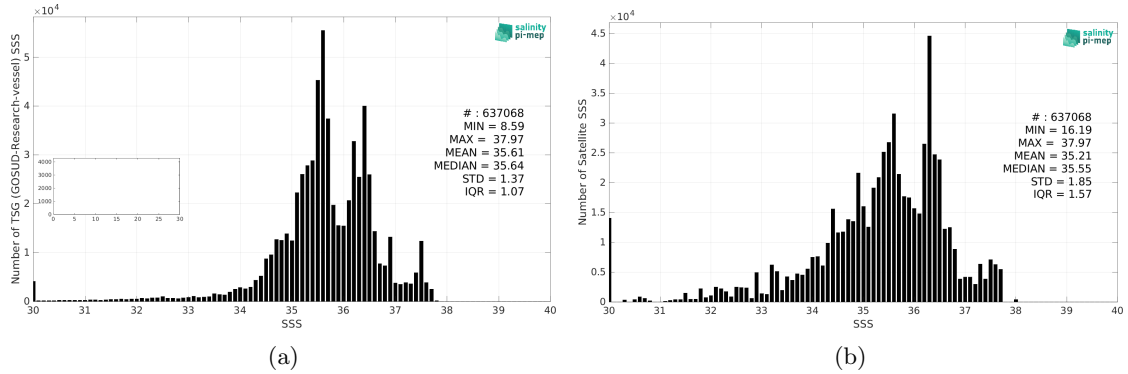 ×10⁴
salinity
pi-mep
Number of TSG (GOSUD-Research-vessel) SSS
5
4
3
2
1
0
# : 637068
MIN = 8.59
MAX = 37.97
MEAN = 35.61
MEDIAN = 35.64
STD = 1.37
IQR = 1.07
4000
3000
2000
1000
0
0 5 10 15 20 25 30
30 31 32 33 34 35 36 37 38 39 40
SSS
(a)
×10⁴
salinity
pi-mep
Number of Satellite SSS
4.5
4
3.5
3
2.5
2
1.5
1
0.5
0
# : 637068
MIN = 16.19
MAX = 37.97
MEAN = 35.21
MEDIAN = 35.55
STD = 1.85
IQR = 1.57
30 31 32 33 34 35 36 37 38 39 40
SSS
(b)